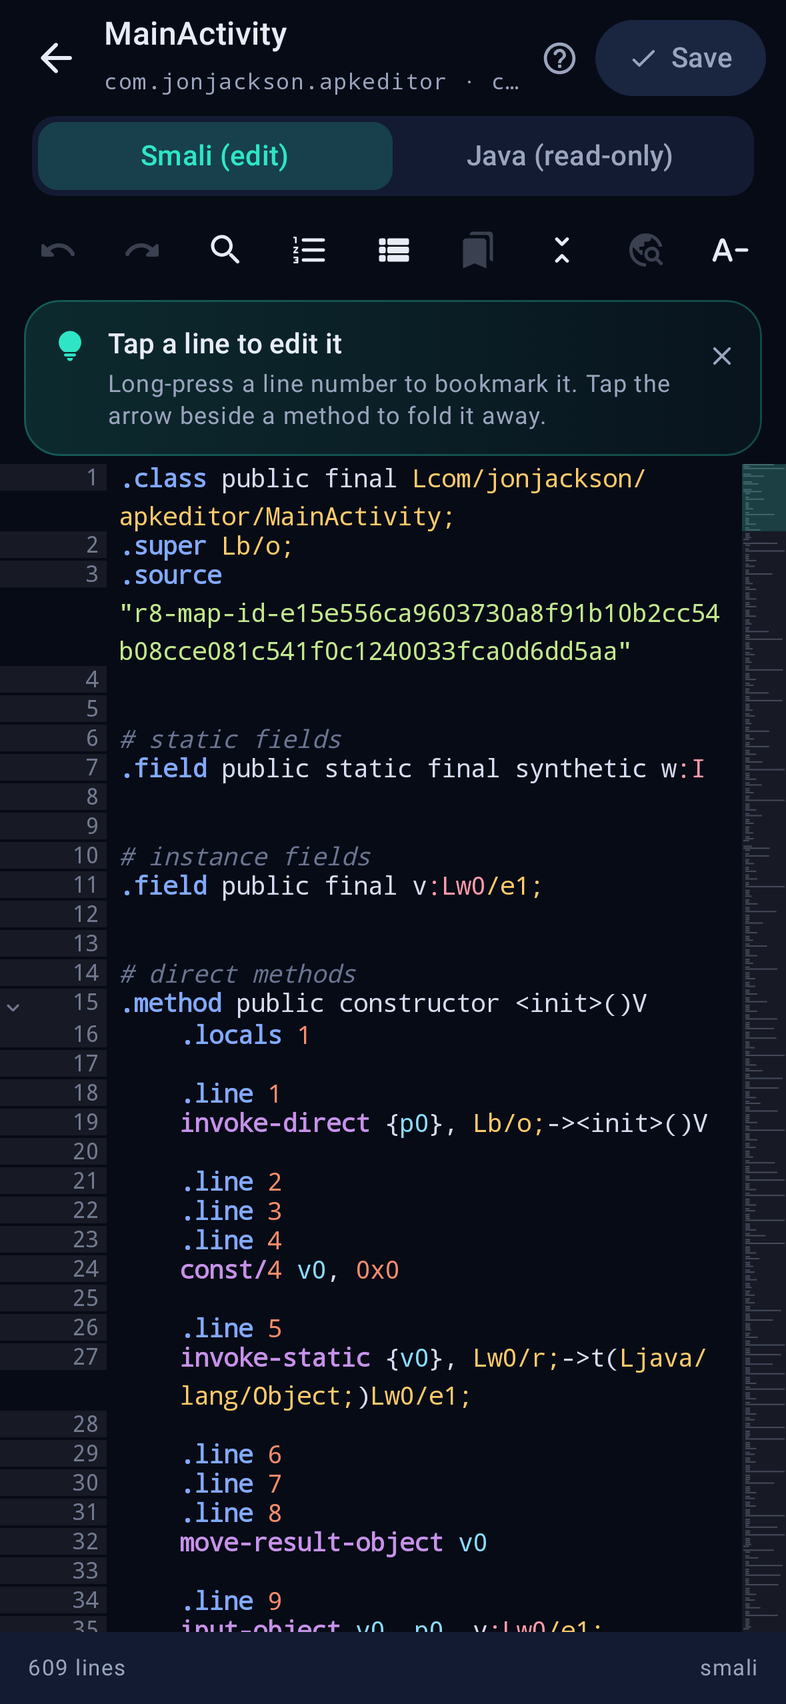 MainActivity
com.jonjackson.apkeditor · c…
Save
Smali (edit)
Java (read-only)
A-
Tap a line to edit it
Long-press a line number to bookmark it. Tap the
arrow beside a method to fold it away.
1 .class public final Lcom/jonjackson/
apkeditor/MainActivity;
2 .super Lb/o;
3 .source
"r8-map-id-e15e556ca9603730a8f91b10b2cc54
b08cce081c541f0c1240033fca0d6dd5aa"
4
5
6 # static fields
7 .field public static final synthetic w:I
8
9
10 # instance fields
11 .field public final v:Lw0/e1;
12
13
14 # direct methods
15 .method public constructor <init>()V
16 .locals 1
17
18 .line 1
19 invoke-direct {p0}, Lb/o;-><init>()V
20
21 .line 2
22 .line 3
23 .line 4
24 const/4 v0, 0x0
25
26 .line 5
27 invoke-static {v0}, Lw0/r;->t(Ljava/
lang/Object;)Lw0/e1;
28
29 .line 6
30 .line 7
31 .line 8
32 move-result-object v0
33
34 .line 9
35 iput-object v0, p0, v:Lw0/e1;
609 lines
smali